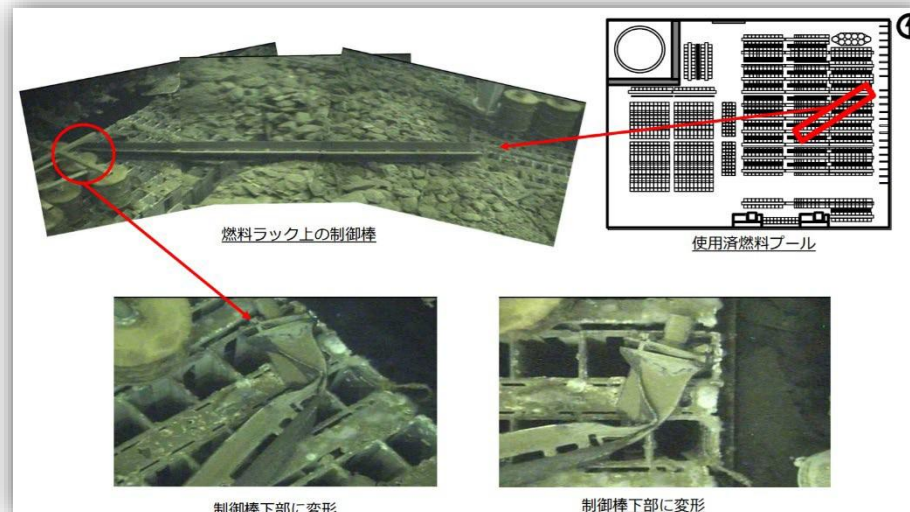 燃料ラック上の制御棒
使用済燃料プール
制御棒下部に変形
制御棒下部に変形